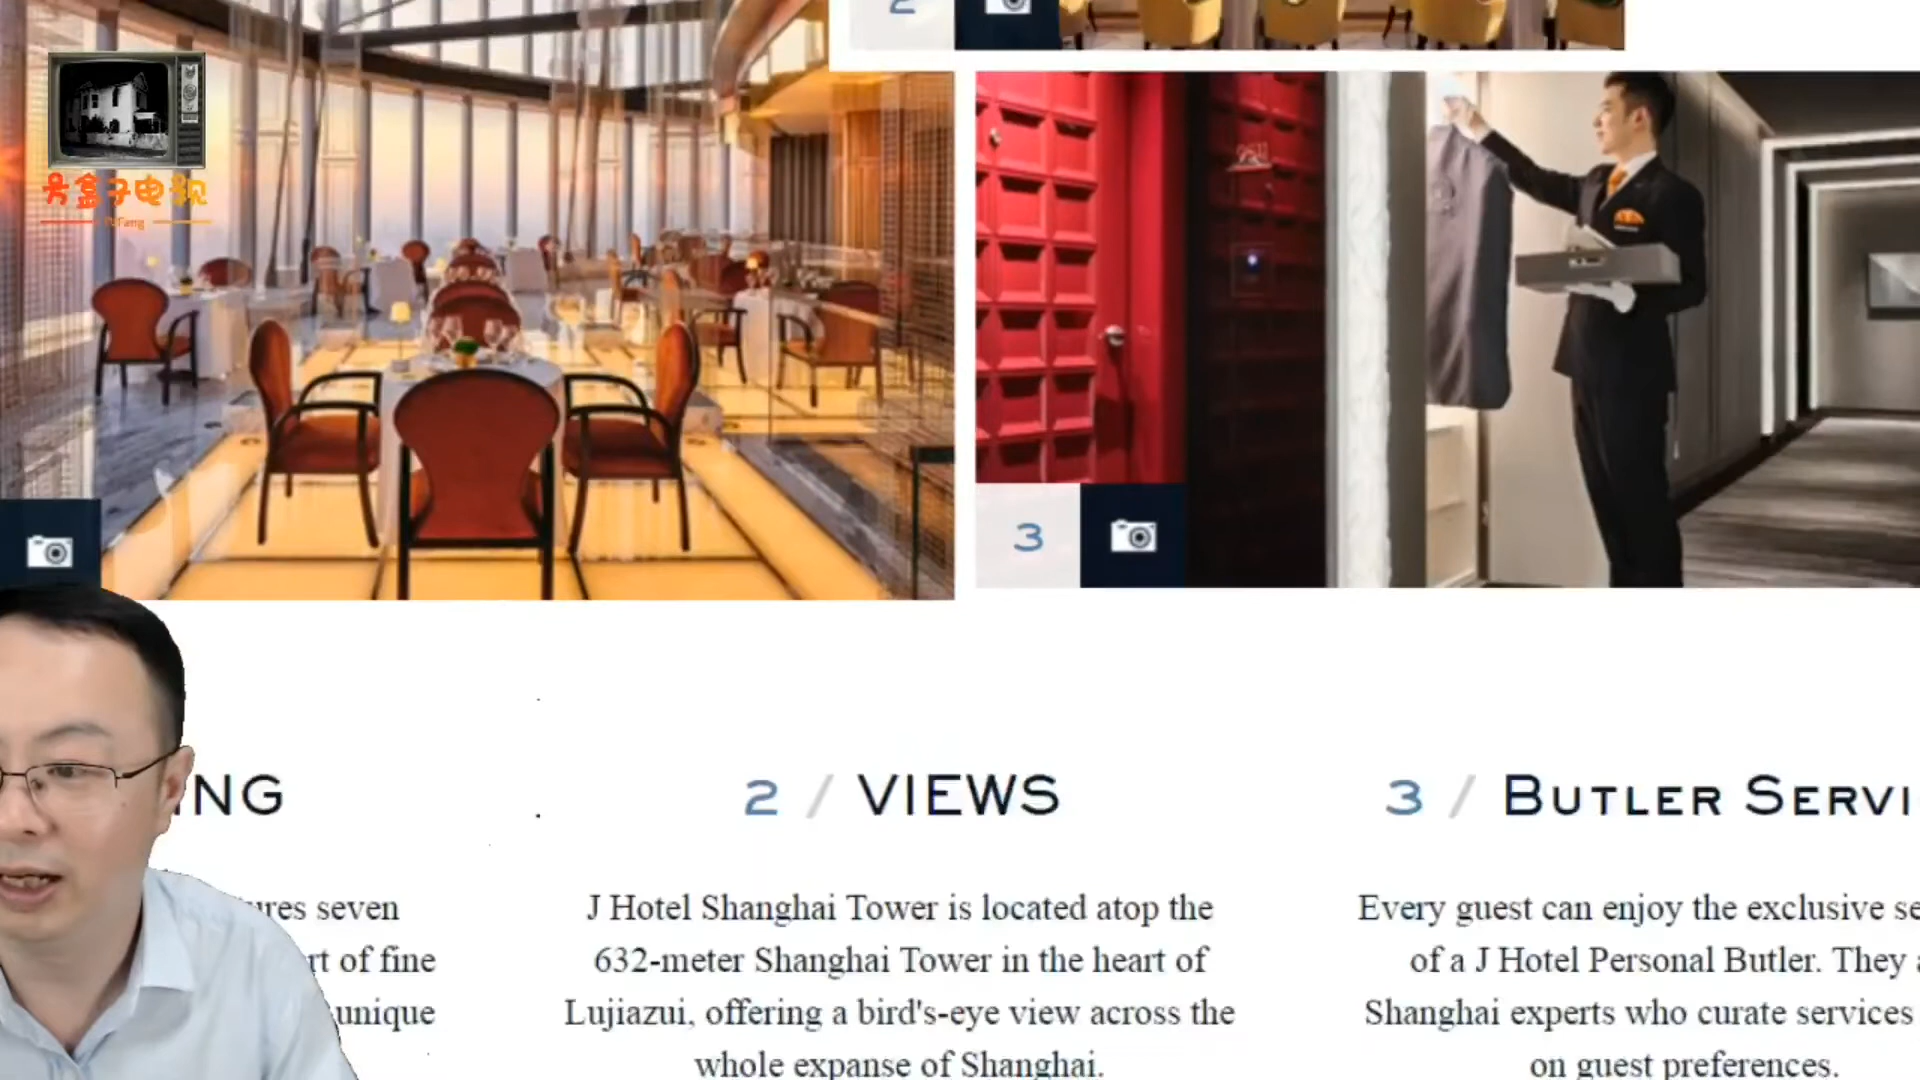 2
号盒子电视
3
NG
2 / VIEWS
3 / BUTLER SERVI
ures seven
rt of fine
unique
J Hotel Shanghai Tower is located atop the
632-meter Shanghai Tower in the heart of
Lujiazui, offering a bird's-eye view across the
whole expanse of Shanghai.
Every guest can enjoy the exclusive se
of a J Hotel Personal Butler. They a
Shanghai experts who curate services
on guest preferences.